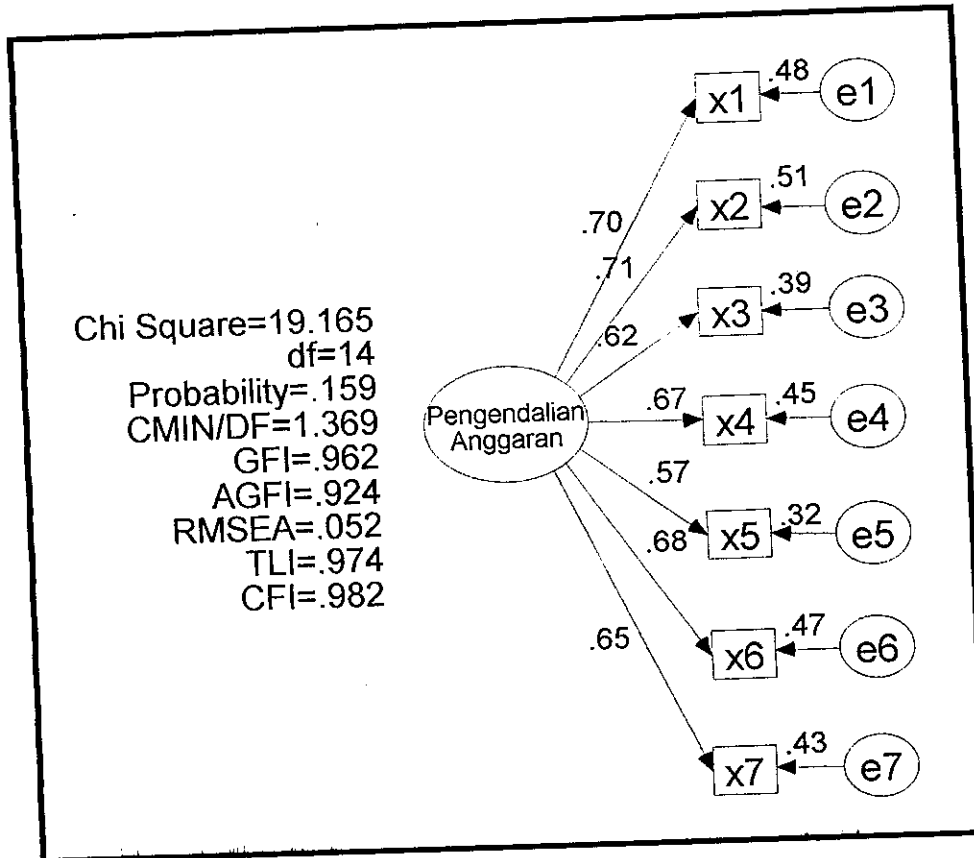 Chi Square=19.165
df=14
Probability=.159
CMIN/DF=1.369
GFI=.962
AGFI=.924
RMSEA=.052
TLI=.974
CFI=.982
Pengendalian
Anggaran
.70
.71
.62
.67
.57
.68
.65
x1
.48
e1
x2
.51
e2
x3
.39
e3
x4
.45
e4
x5
.32
e5
x6
.47
e6
x7
.43
e7